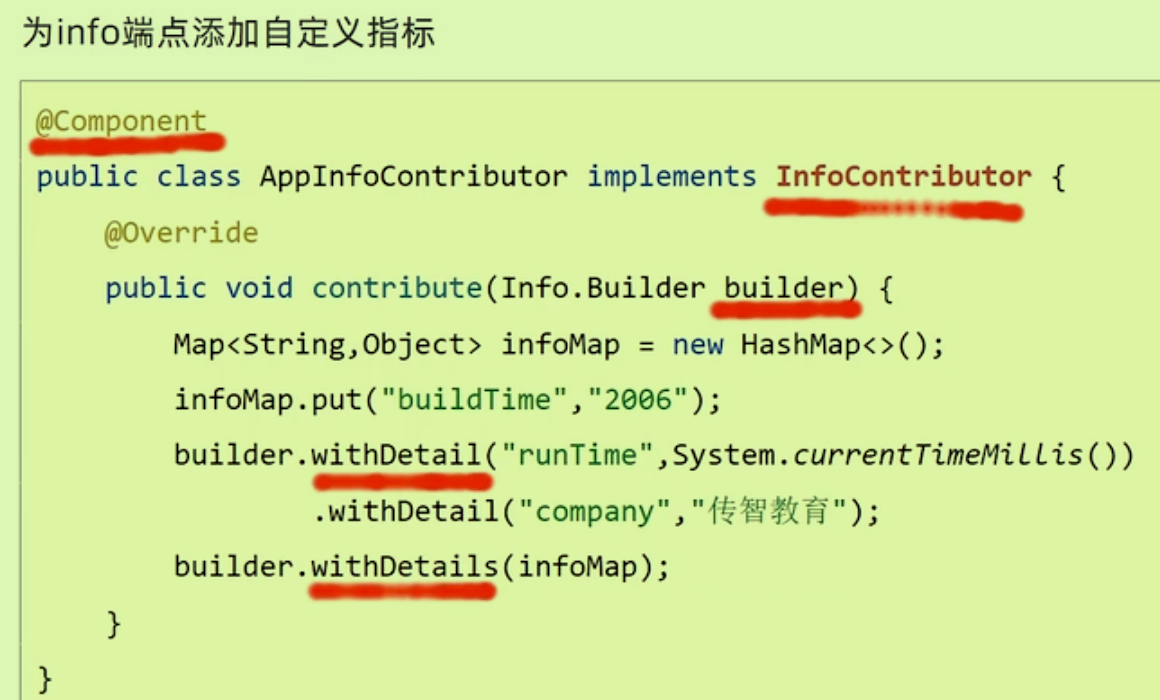 为info端点添加自定义指标
@Component
public class AppInfoContributor implements InfoContributor {
@Override
public void contribute(Info.Builder builder) {
Map<String,Object> infoMap = new HashMap<>();
infoMap.put("buildTime","2006");
builder.withDetail("runTime",System.currentTimeMillis())
.withDetail("company","传智教育");
builder.withDetails(infoMap);
}
}